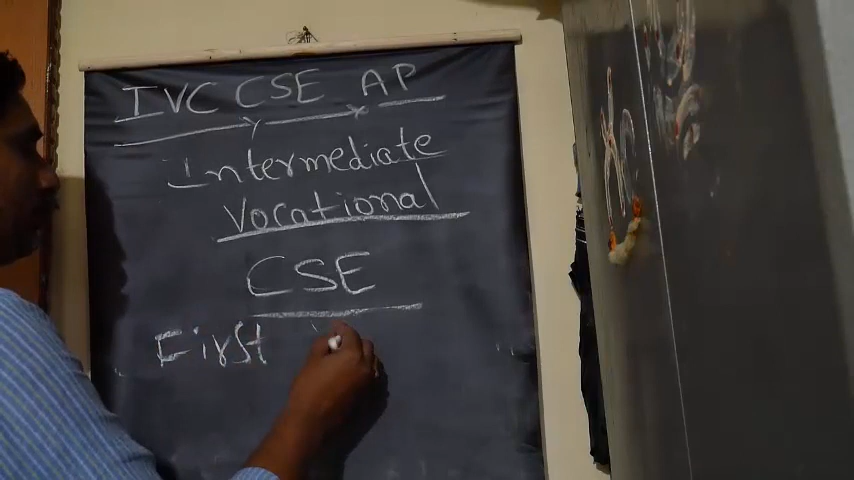 IVC CSE AP
Intermediate
Vocational
CSE
First